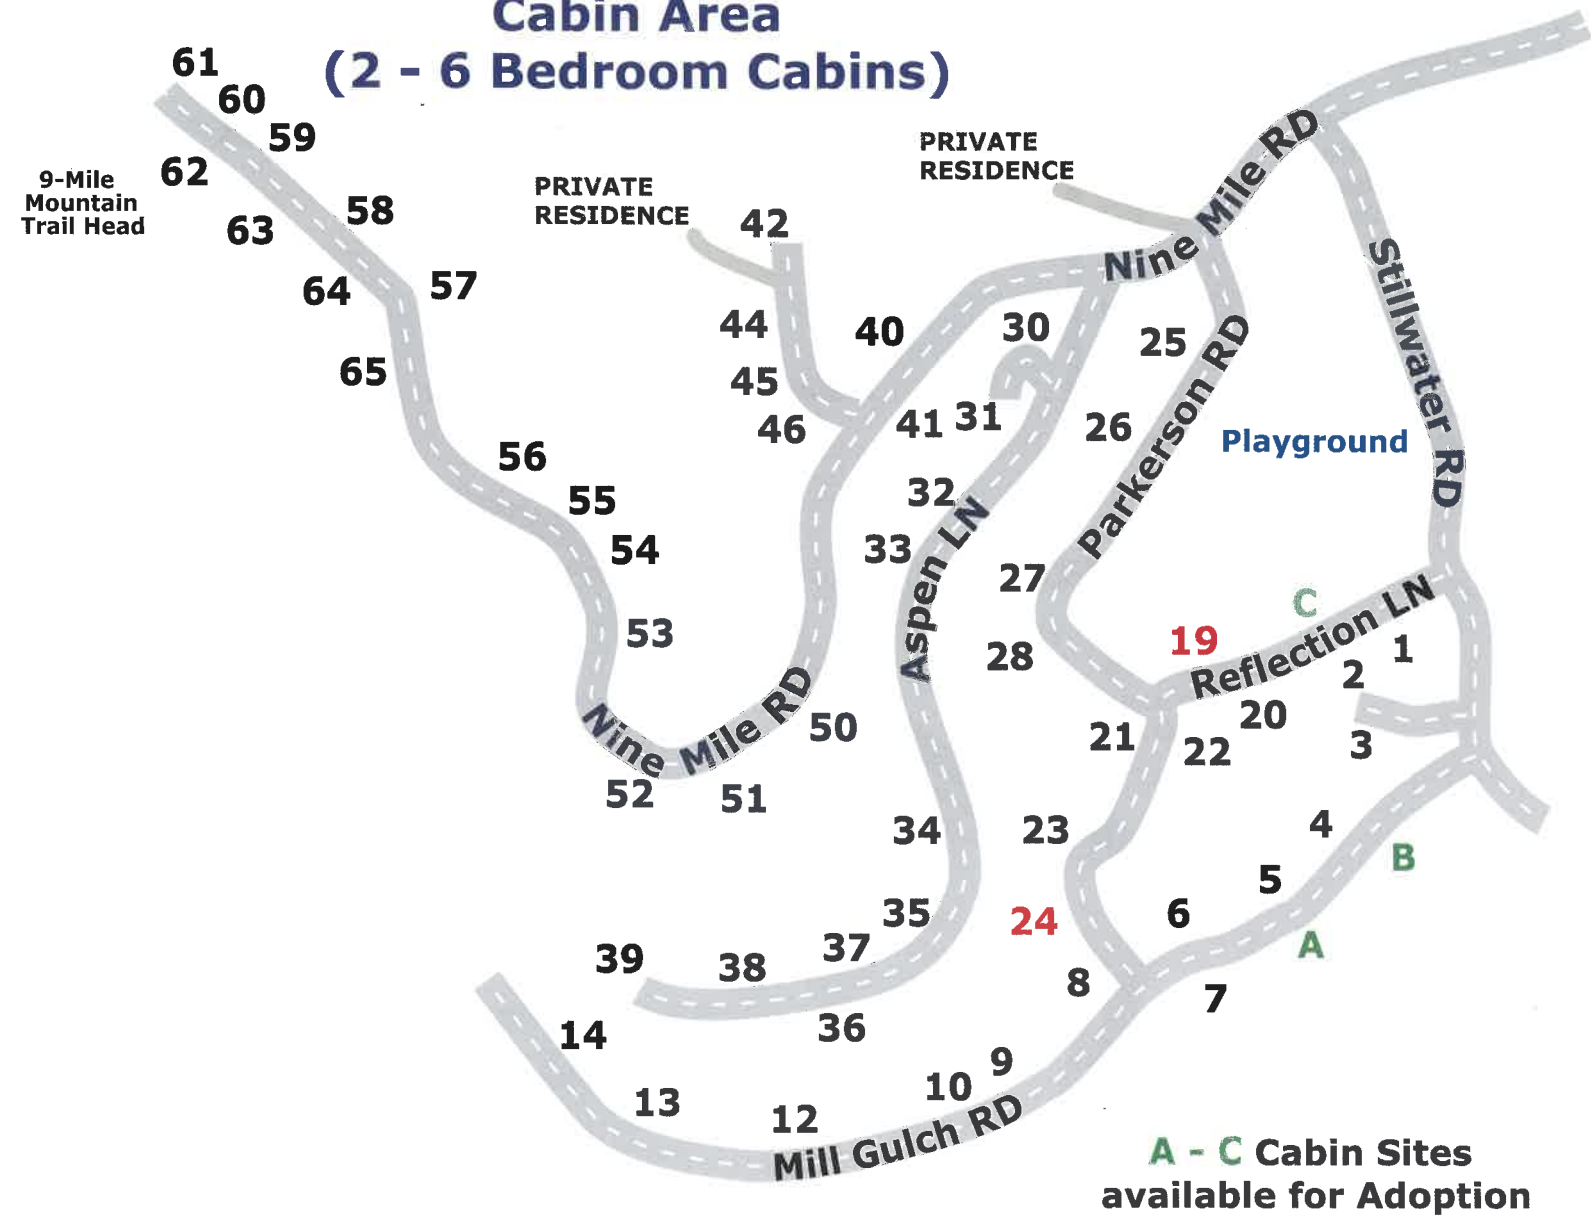 Cabin Area
(2 - 6 Bedroom Cabins)
61
60
59
62
9-Mile
Mountain
Trail Head
63
58
64
57
65
PRIVATE
RESIDENCE
PRIVATE
RESIDENCE
42
44
45
46
40
41
30
31
32
33
Nine Mile RD
25
26
Parkerson RD
Stillwater RD
Playground
Aspen LN
27
28
56
55
54
53
Nine Mile RD
50
52
51
C
19
Reflection LN
1
2
20
3
21
22
34
23
4
B
5
35
24
6
A
37
39
38
8
7
36
14
9
10
13
12
Mill Gulch RD
A - C Cabin Sites
available for Adoption